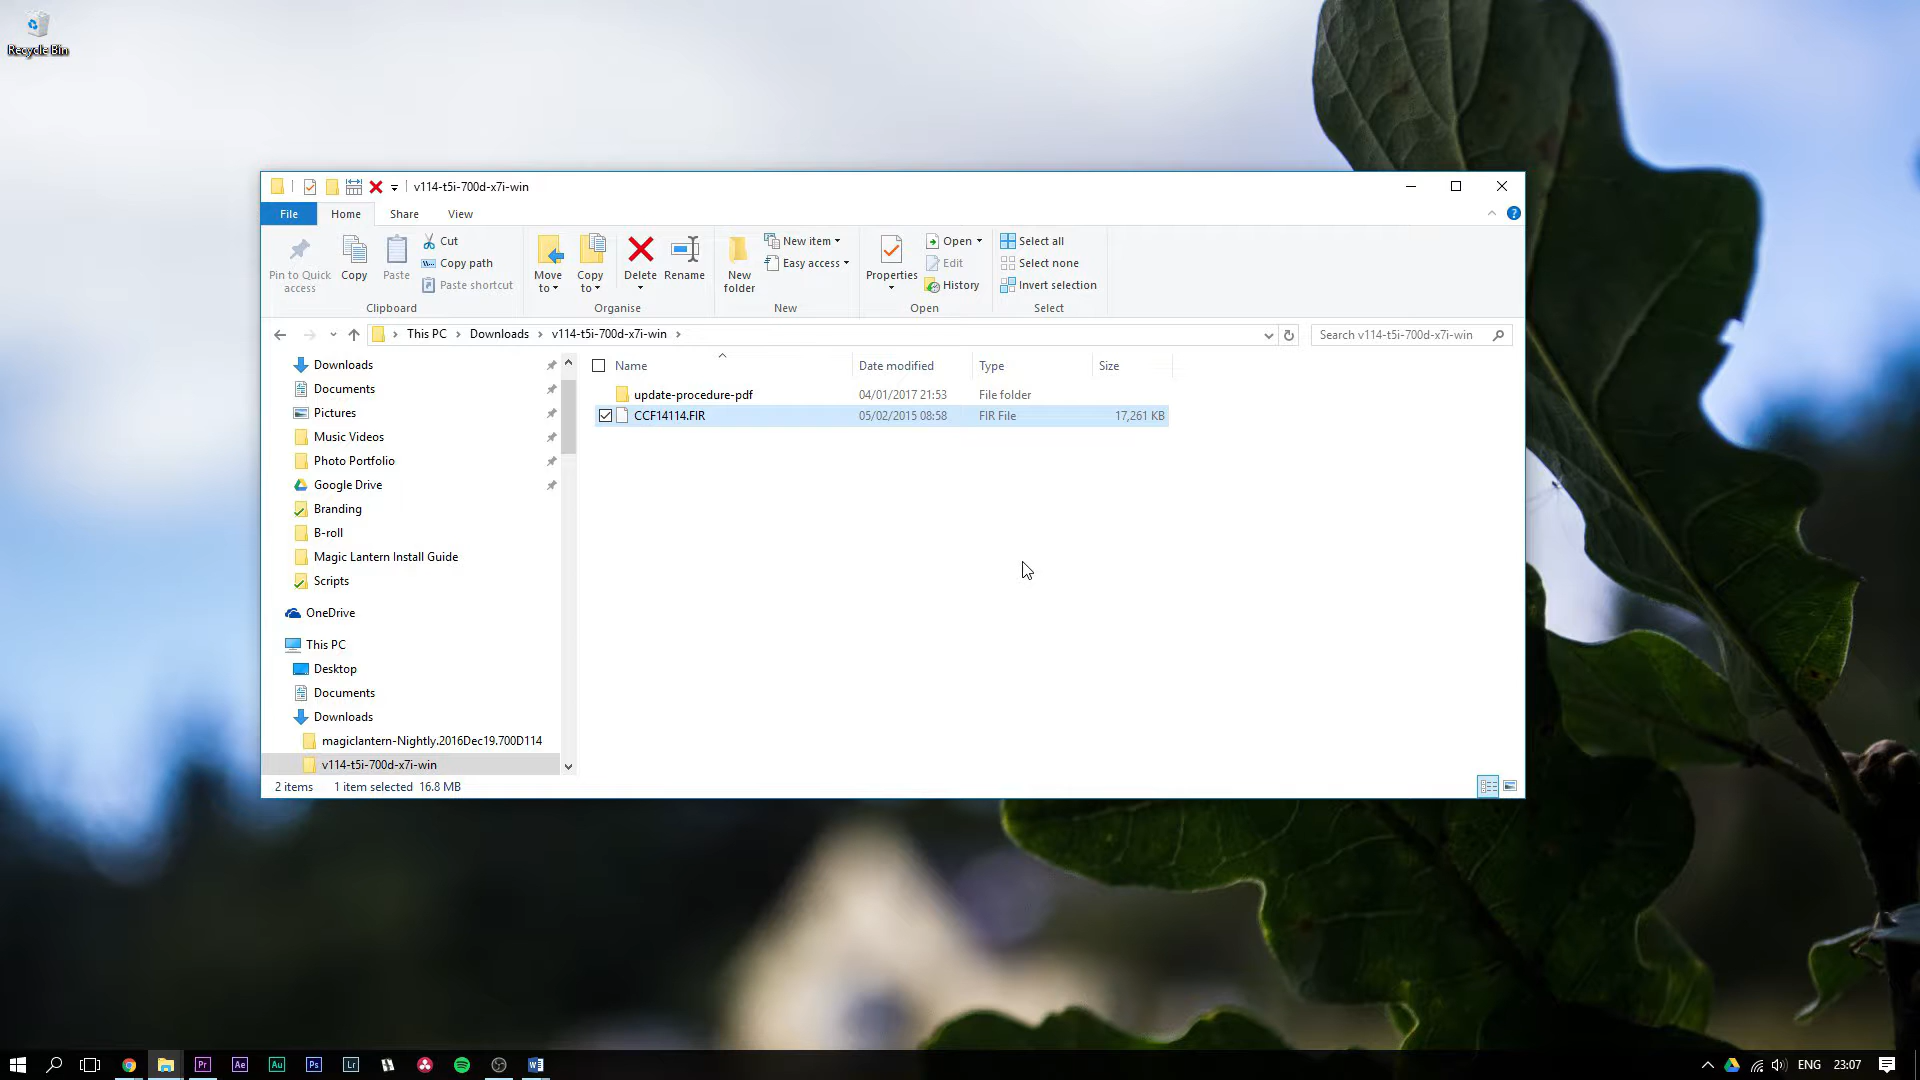 Recycle Bin
v114-t5i-700d-x7i-win
File Home Share View
Pin to Quick access
Copy
Paste
Cut
Copy path
Paste shortcut
Clipboard
Move to
Copy to
Delete
Rename
Organise
New folder
New item
Easy access
New
Properties
Open
Edit
History
Open
Select all
Select none
Invert selection
Select
This PC > Downloads > v114-t5i-700d-x7i-win >
Search v114-t5i-700d-x7i-win
Downloads
Documents
Pictures
Music Videos
Photo Portfolio
Google Drive
Branding
B-roll
Magic Lantern Install Guide
Scripts
OneDrive
This PC
Desktop
Documents
Downloads
magiclantern-Nightly.2016Dec19.700D114
v114-t5i-700d-x7i-win
Name Date modified Type Size
update-procedure-pdf 04/01/2017 21:53 File folder
CCF14114.FIR 05/02/2015 08:58 FIR File 17,261 KB
2 items 1 item selected 16.8 MB
Pr Ae Au Ps Lr
ENG 23:07